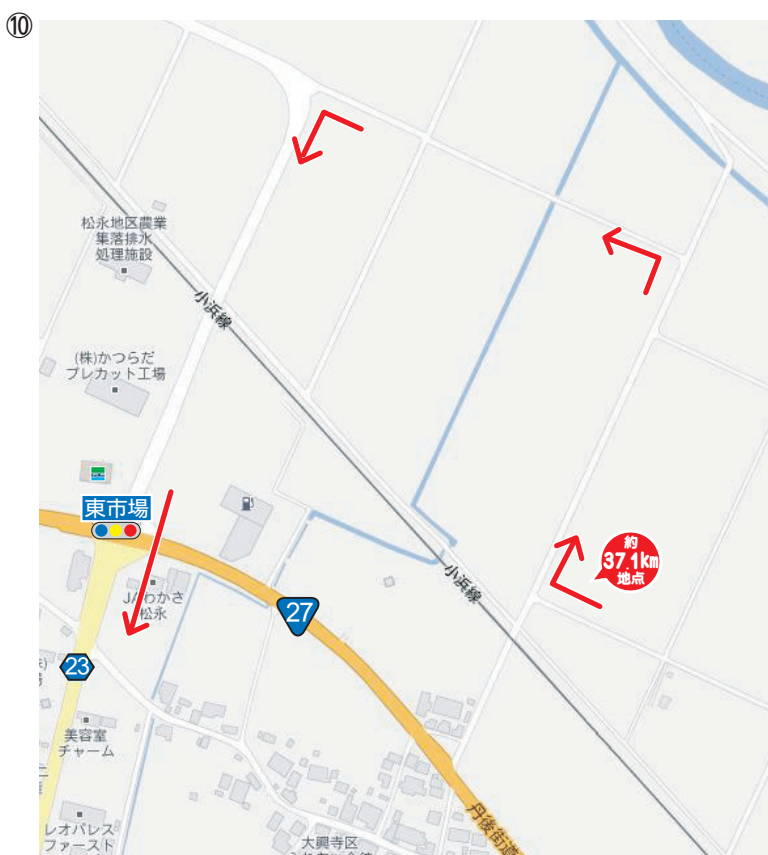 ⑩
松永地区農業
集落排水
処理施設
小浜線
(株)かつらだ
プレカット工場
東市場
約
37.1km
地点
小浜線
JAわかさ
松永
27
23
美容室
チャーム
丹後街道
レオパレス
ファースト
大興寺区